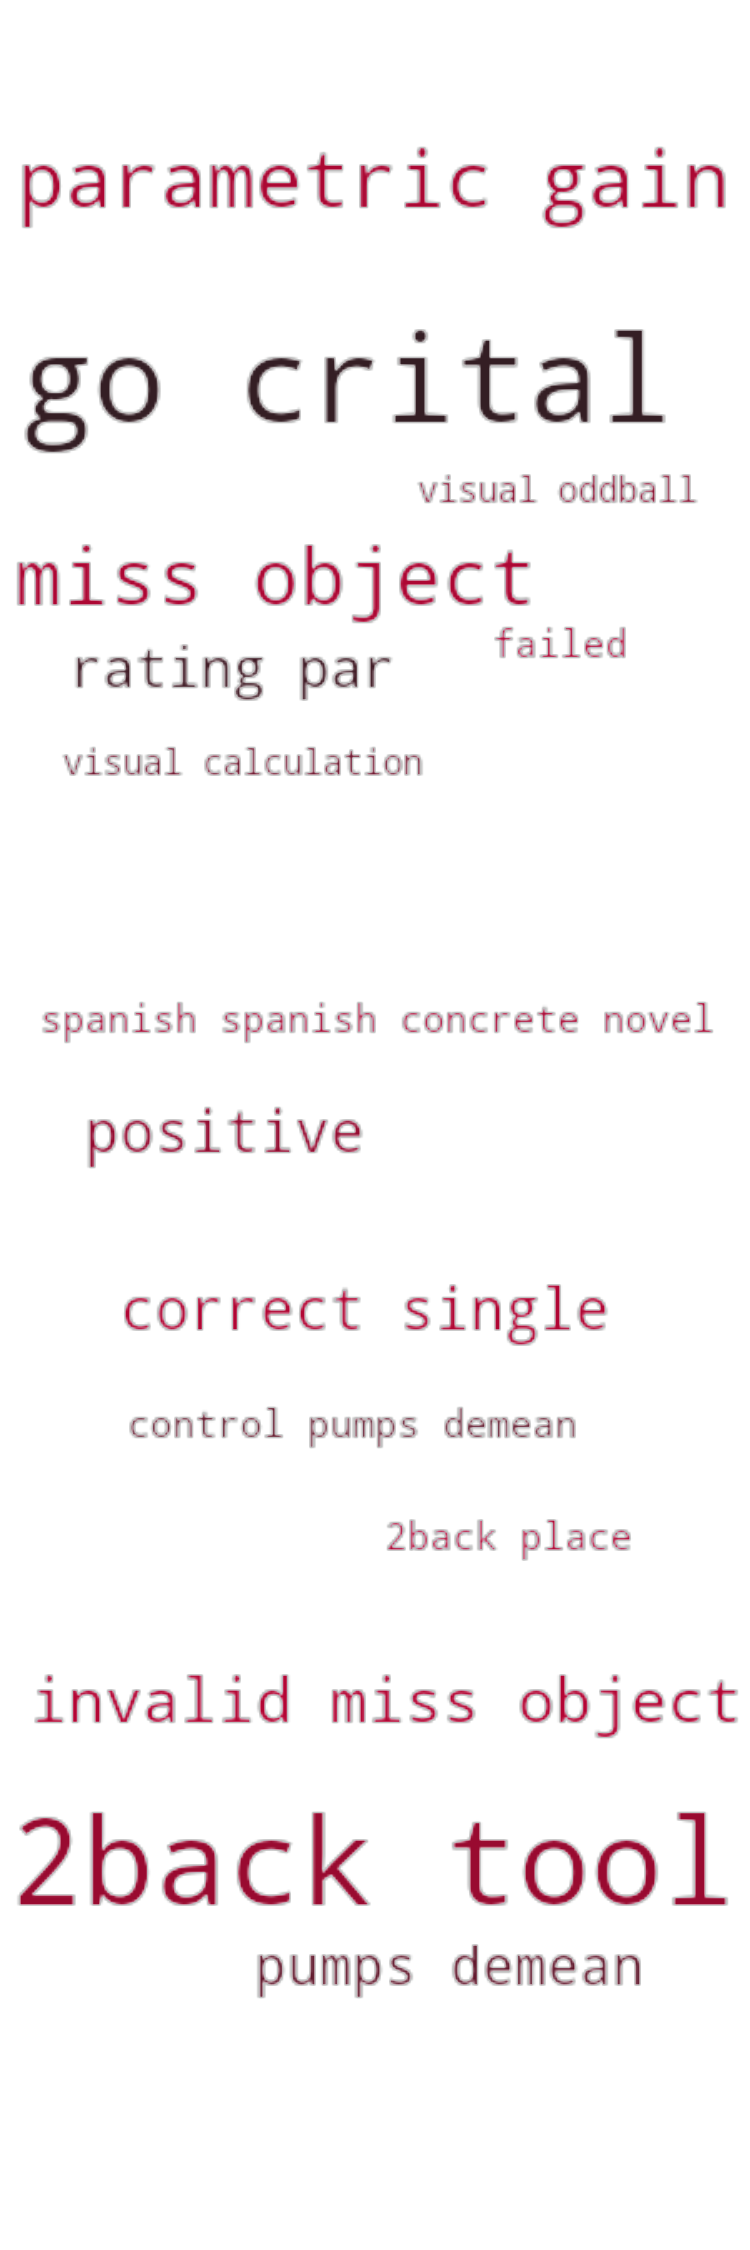 parametric gain
go crital
visual oddball
miss object
failed
rating par
visual calculation
spanish spanish concrete novel
positive
correct single
control pumps demean
2back place
invalid miss object
2back tool
pumps demean